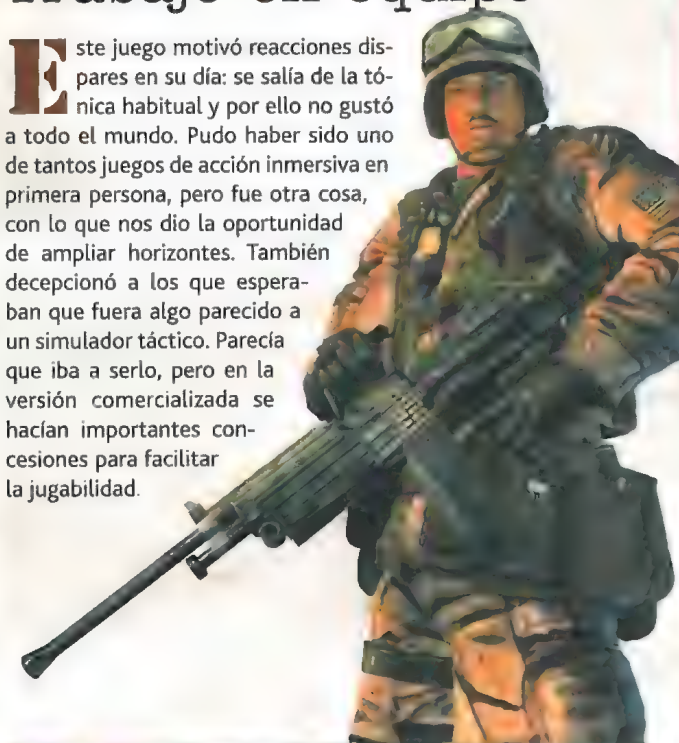 Trabajo en equipo
Este juego motivó reacciones dis-
pares en su día: se salía de la tó-
nica habitual y por ello no gustó
a todo el mundo. Pudo haber sido uno
de tantos juegos de acción inmersiva en
primera persona, pero fue otra cosa,
con lo que nos dio la oportunidad
de ampliar horizontes. También
decepcionó a los que espera-
ban que fuera algo parecido a
un simulador táctico. Parecía
que iba a serlo, pero en la
versión comercializada se
hacían importantes con-
cesiones para facilitar
la jugabilidad.